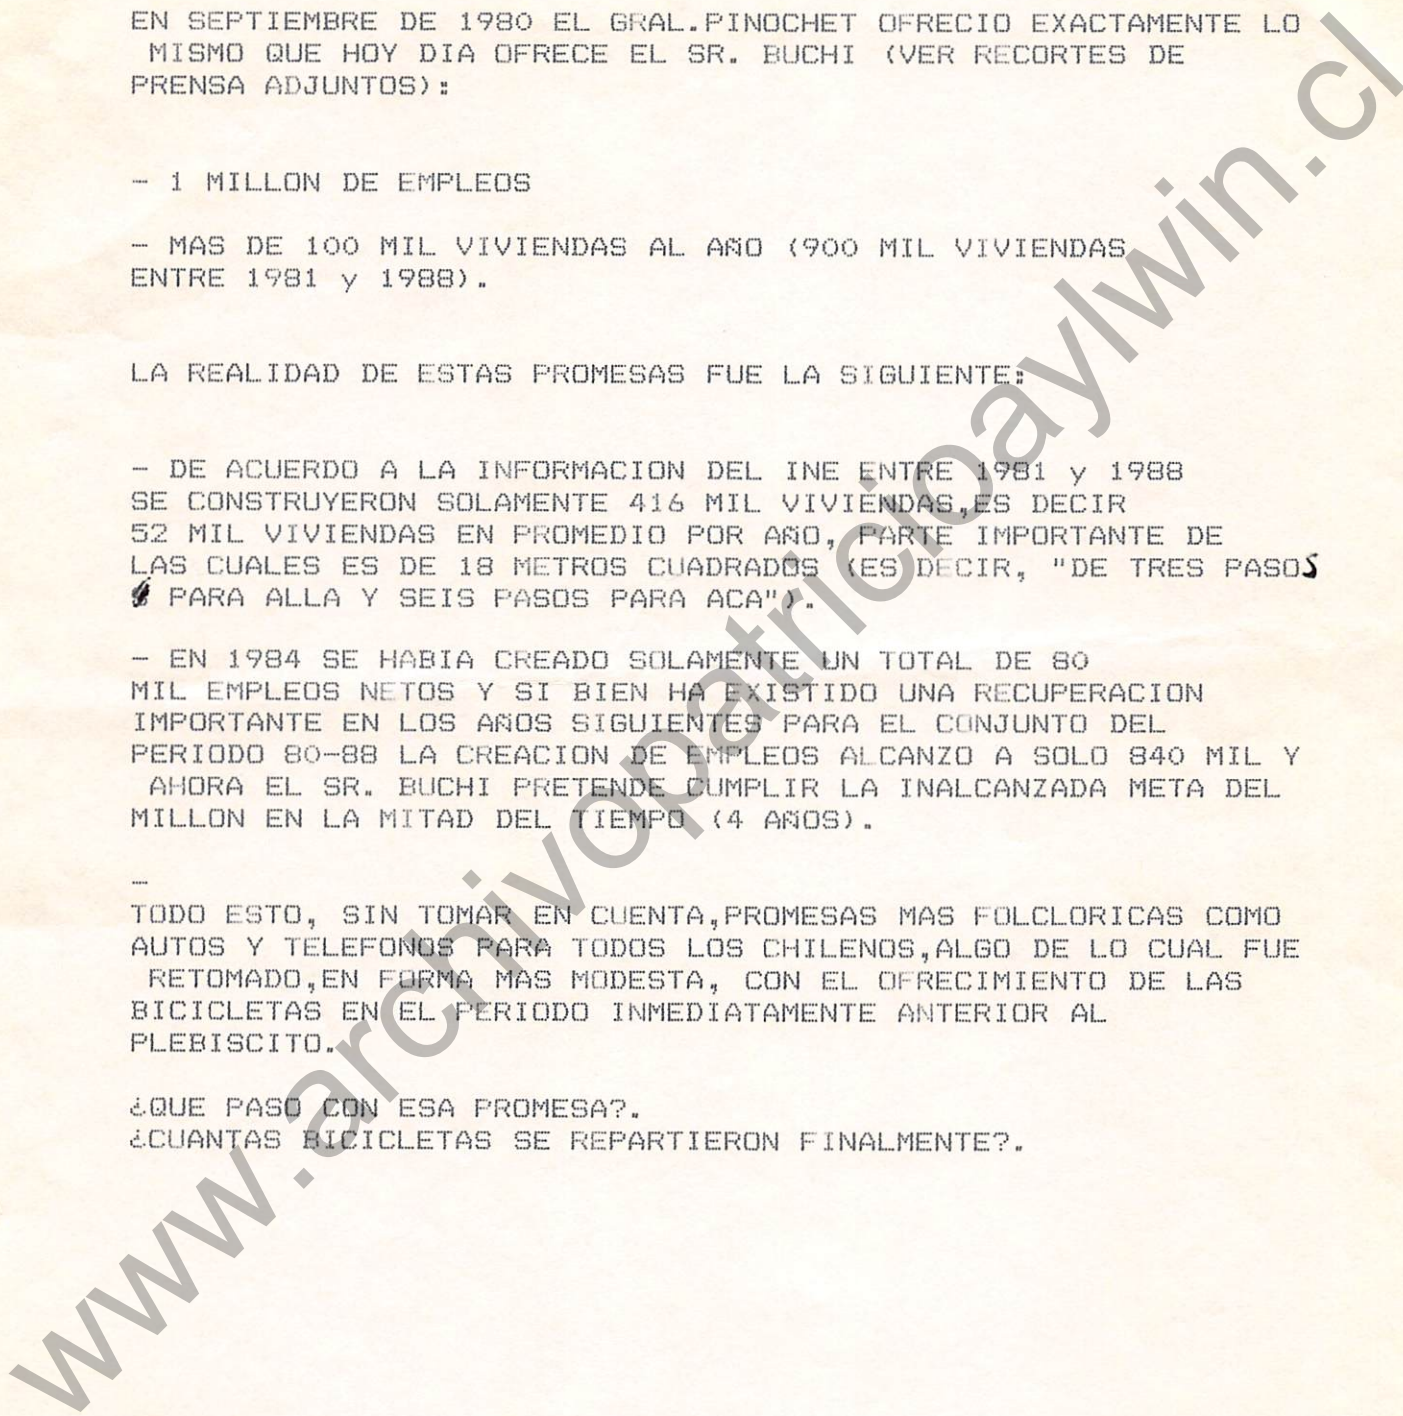 EN SEPTIEMBRE DE 1980 EL GRAL.PINOCHET OFRECIO EXACTAMENTE LO
MISMO QUE HOY DIA OFRECE EL SR. BUCHI (VER RECORTES DE
PRENSA ADJUNTOS):
- 1 MILLON DE EMPLEOS
- MAS DE 100 MIL VIVIENDAS AL AÑO (900 MIL VIVIENDAS
ENTRE 1981 y 1988).
LA REALIDAD DE ESTAS PROMESAS FUE LA SIGUIENTE:
- DE ACUERDO A LA INFORMACION DEL INE ENTRE 1981 y 1988
SE CONSTRUYERON SOLAMENTE 416 MIL VIVIENDAS,ES DECIR
52 MIL VIVIENDAS EN PROMEDIO POR AÑO, PARTE IMPORTANTE DE
LAS CUALES ES DE 18 METROS CUADRADOS (ES DECIR, "DE TRES PASOS
PARA ALLA Y SEIS PASOS PARA ACA").
- EN 1984 SE HABIA CREADO SOLAMENTE UN TOTAL DE 80
MIL EMPLEOS NETOS Y SI BIEN HA EXISTIDO UNA RECUPERACION
IMPORTANTE EN LOS AÑOS SIGUIENTES PARA EL CONJUNTO DEL
PERIODO 80-88 LA CREACION DE EMPLEOS ALCANZO A SOLO 840 MIL Y
AHORA EL SR. BUCHI PRETENDE CUMPLIR LA INALCANZADA META DEL
MILLON EN LA MITAD DEL TIEMPO (4 AÑOS).
-
TODO ESTO, SIN TOMAR EN CUENTA,PROMESAS MAS FOLCLORICAS COMO
AUTOS Y TELEFONOS PARA TODOS LOS CHILENOS,ALGO DE LO CUAL FUE
RETOMADO,EN FORMA MAS MODESTA, CON EL OFRECIMIENTO DE LAS
BICICLETAS EN EL PERIODO INMEDIATAMENTE ANTERIOR AL
PLEBISCITO.
¿QUE PASO CON ESA PROMESA?.
¿CUANTAS BICICLETAS SE REPARTIERON FINALMENTE?.
www.archivopatricioaylwin.cl